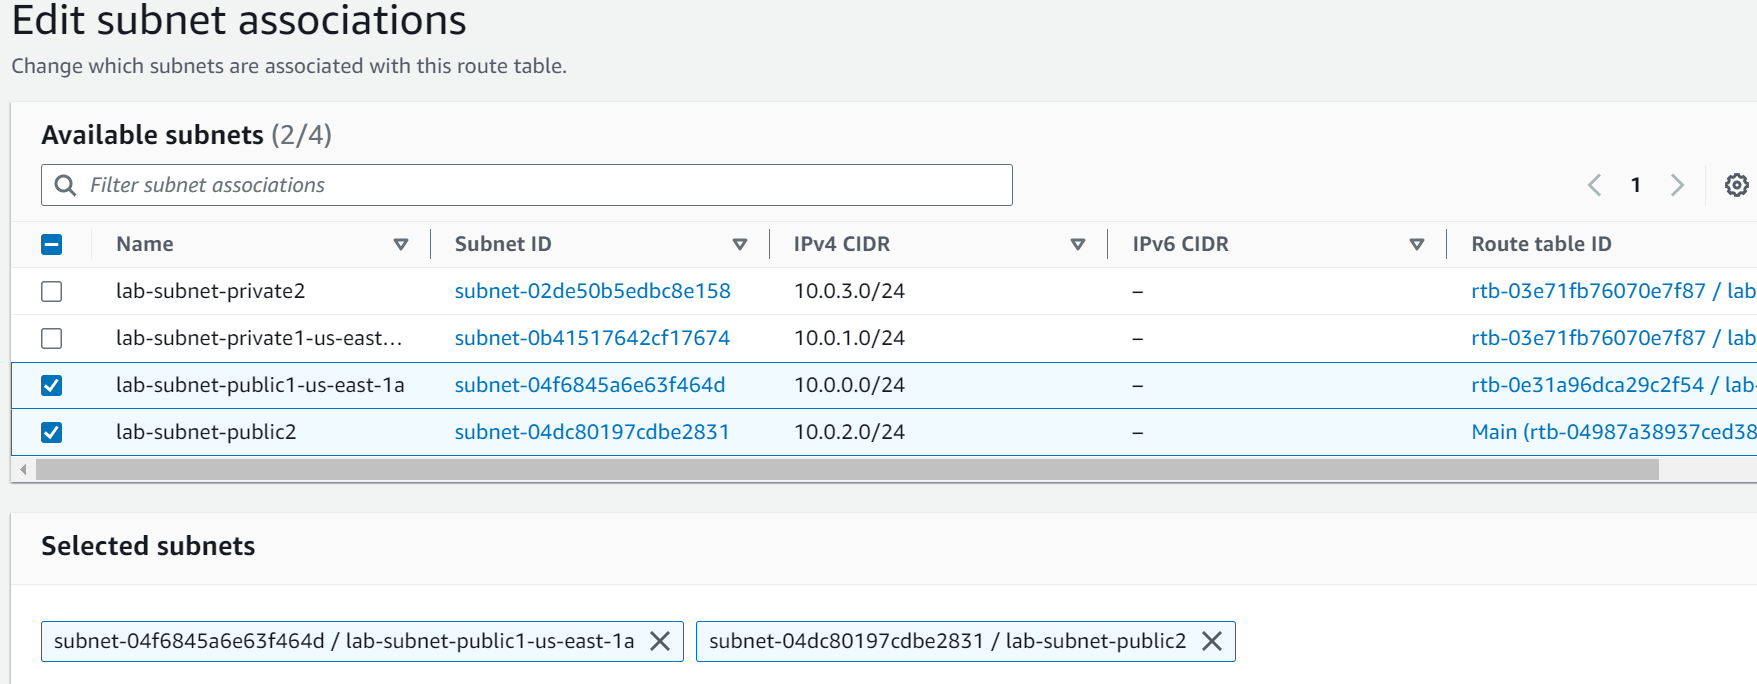 Edit subnet associations
Change which subnets are associated with this route table.
Available subnets (2/4)
Filter subnet associations
1
Name Subnet ID IPv4 CIDR IPv6 CIDR Route table ID
lab-subnet-private2 subnet-02de50b5edbc8e158 10.0.3.0/24 – rtb-03e71fb76070e7f87 / lab
lab-subnet-private1-us-east... subnet-0b41517642cf17674 10.0.1.0/24 – rtb-03e71fb76070e7f87 / lab
lab-subnet-public1-us-east-1a subnet-04f6845a6e63f464d 10.0.0.0/24 – rtb-0e31a96dca29c2f54 / lab-
lab-subnet-public2 subnet-04dc80197cdbe2831 10.0.2.0/24 – Main (rtb-04987a38937ced38
Selected subnets
subnet-04f6845a6e63f464d / lab-subnet-public1-us-east-1a subnet-04dc80197cdbe2831 / lab-subnet-public2